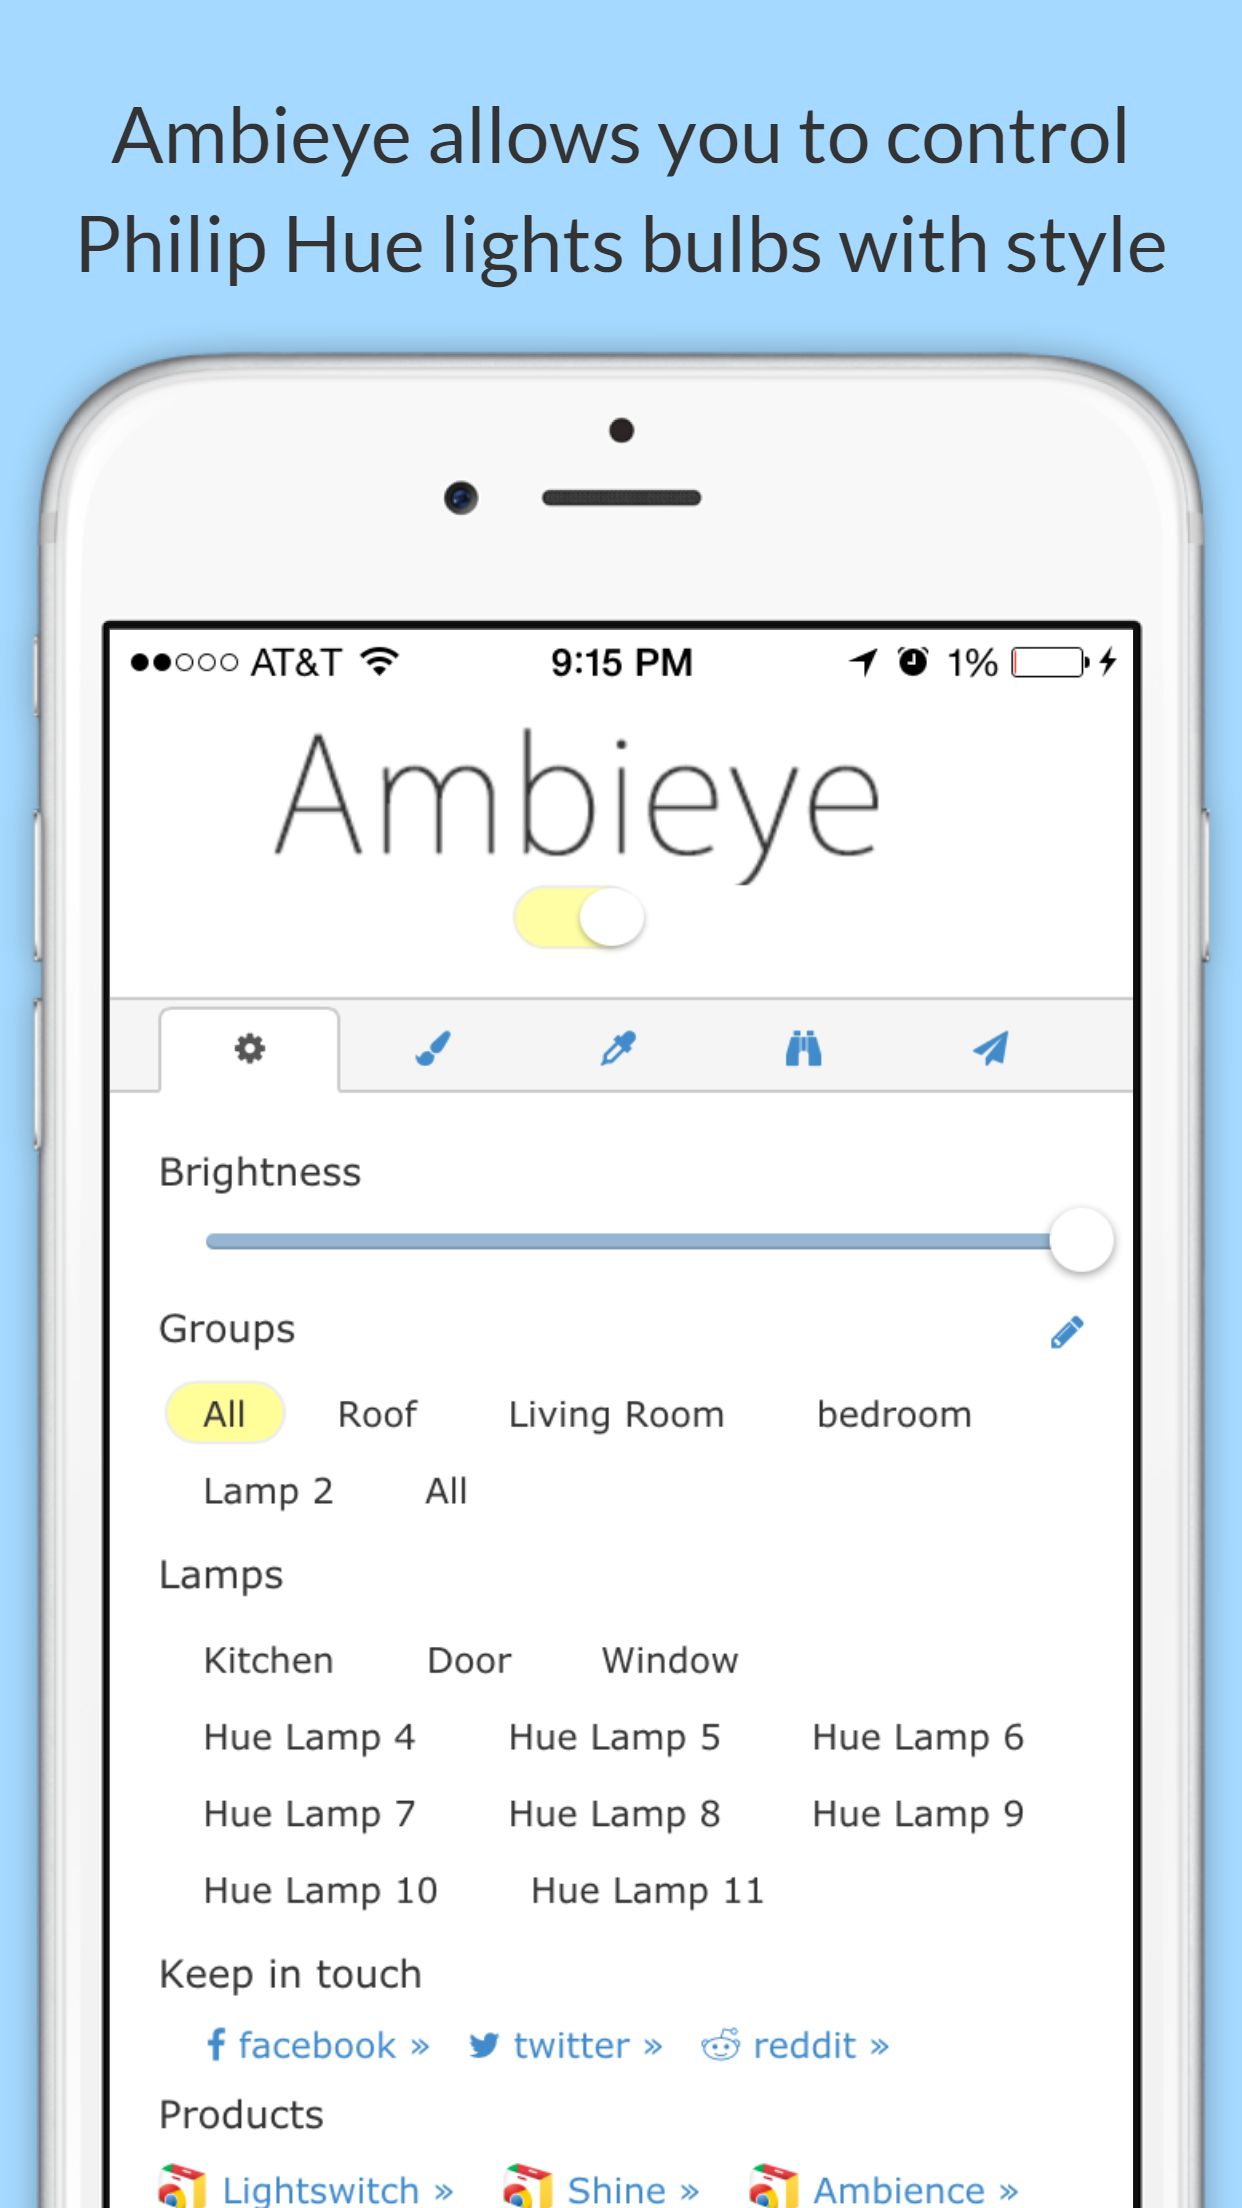 Ambieye allows you to control
Philip Hue lights bulbs with style
AT&T 9:15 PM 1%
Ambieye
Brightness
Groups
All Roof Living Room bedroom
Lamp 2 All
Lamps
Kitchen Door Window
Hue Lamp 4 Hue Lamp 5 Hue Lamp 6
Hue Lamp 7 Hue Lamp 8 Hue Lamp 9
Hue Lamp 10 Hue Lamp 11
Keep in touch
facebook » twitter » reddit »
Products
Lightswitch » Shine » Ambience »